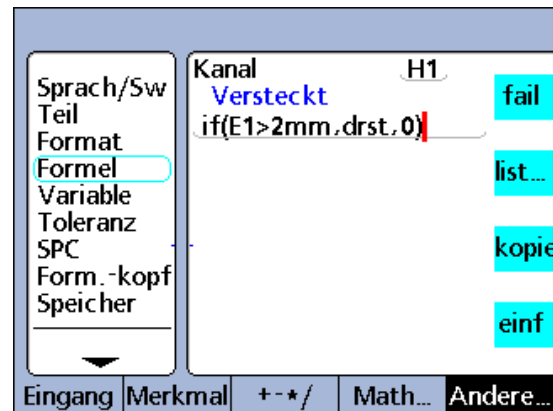 Sprach/Sw
Teil
Format
Formel
Variable
Toleranz
SPC
Form.-kopf
Speicher
Kanal H1
Versteckt
if(E1>2mm,drst,0)
fail
list...
kopie
einf
Eingang Merkmal +-*/ Math... Andere...